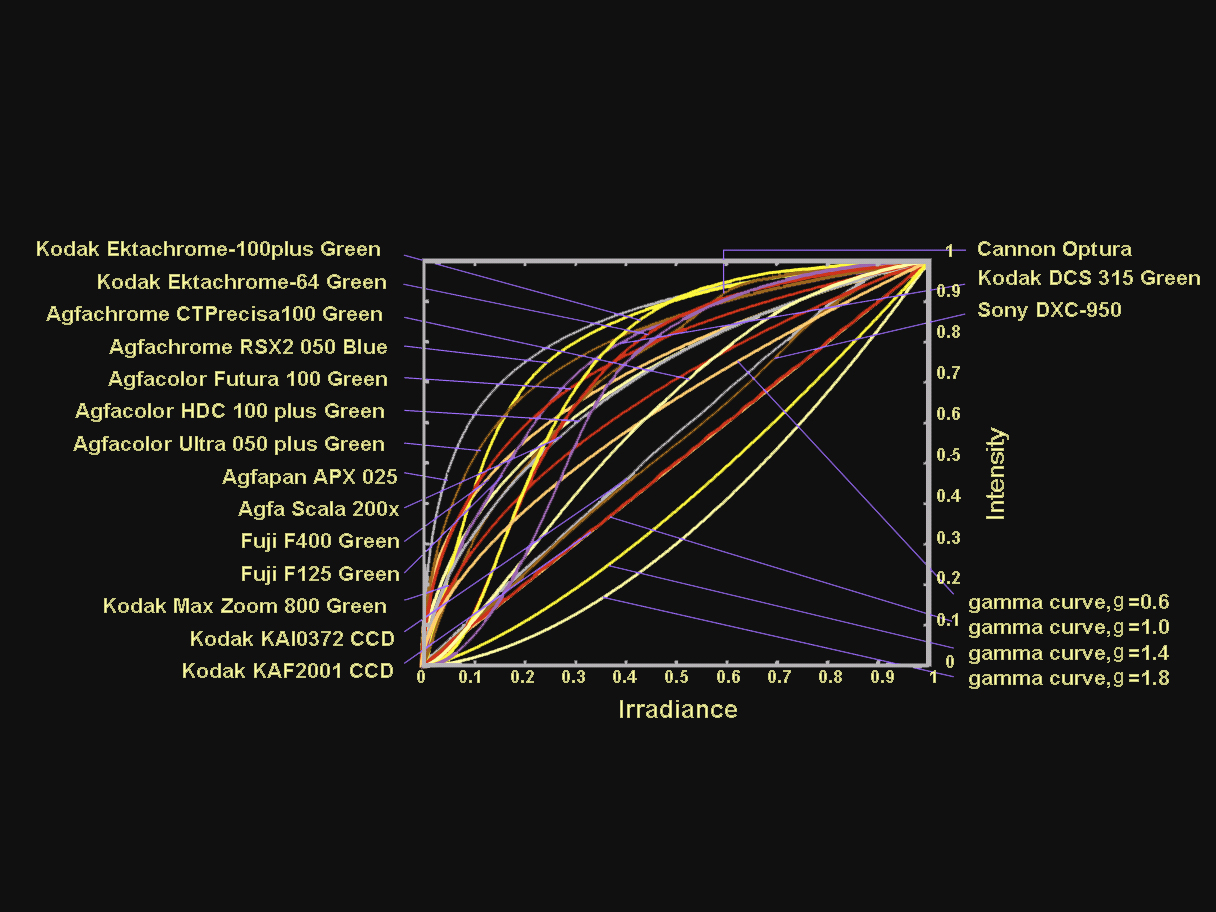 Kodak Ektachrome-100plus Green
Kodak Ektachrome-64 Green
Agfachrome CTPrecisa100 Green
Agfachrome RSX2 050 Blue
Agfacolor Futura 100 Green
Agfacolor HDC 100 plus Green
Agfacolor Ultra 050 plus Green
Agfapan APX 025
Agfa Scala 200x
Fuji F400 Green
Fuji F125 Green
Kodak Max Zoom 800 Green
Kodak KAI0372 CCD
Kodak KAF2001 CCD
Cannon Optura
Kodak DCS 315 Green
Sony DXC-950
1
0.9
0.8
0.7
0.6
0.5
0.4
0.3
0.2
0.1
0
Intensity
gamma curve,g=0.6
gamma curve,g=1.0
gamma curve,g=1.4
gamma curve,g=1.8
0 0.1 0.2 0.3 0.4 0.5 0.6 0.7 0.8 0.9 1
Irradiance